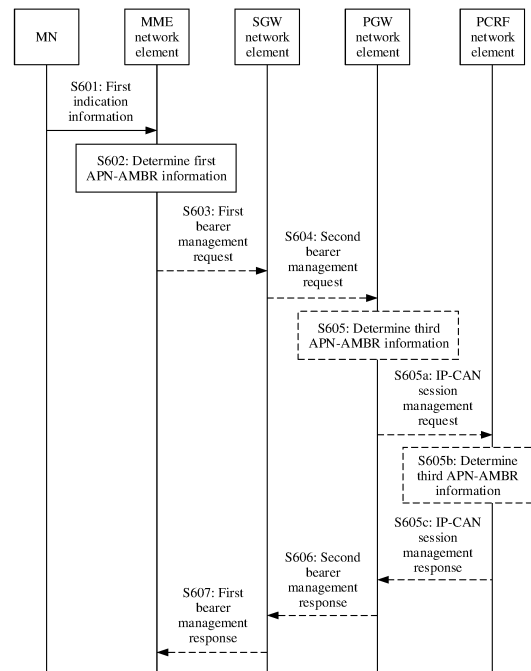 MN
MME
network
element
SGW
network
element
PGW
network
element
PCRF
network
element
S601: First
indication
information
S602: Determine first
APN-AMBR information
S603: First
bearer
management
request
S604: Second
bearer
management
request
S605: Determine third
APN-AMBR information
S605a: IP-CAN
session
management
request
S605b: Determine
third APN-AMBR
information
S605c: IP-CAN
session
management
response
S606: Second
bearer
management
response
S607: First
bearer
management
response